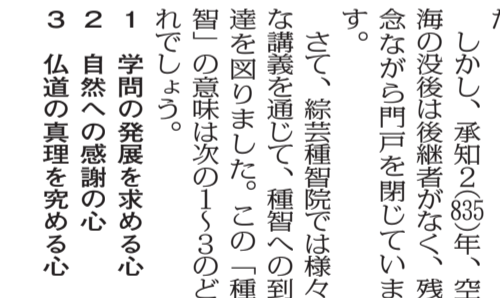 た
しかし、承知2(835)年、空
海の没後は後継者がなく、残
念ながら門戸を閉じていま
す。
さて、綜芸種智院では様々
な講義を通じて、種智への到
達を図りました。この「種
智」の意味は次の1～3のど
れでしょう。
1 学問の発展を求める心
2 自然への感謝の心
3 仏道の真理を究める心